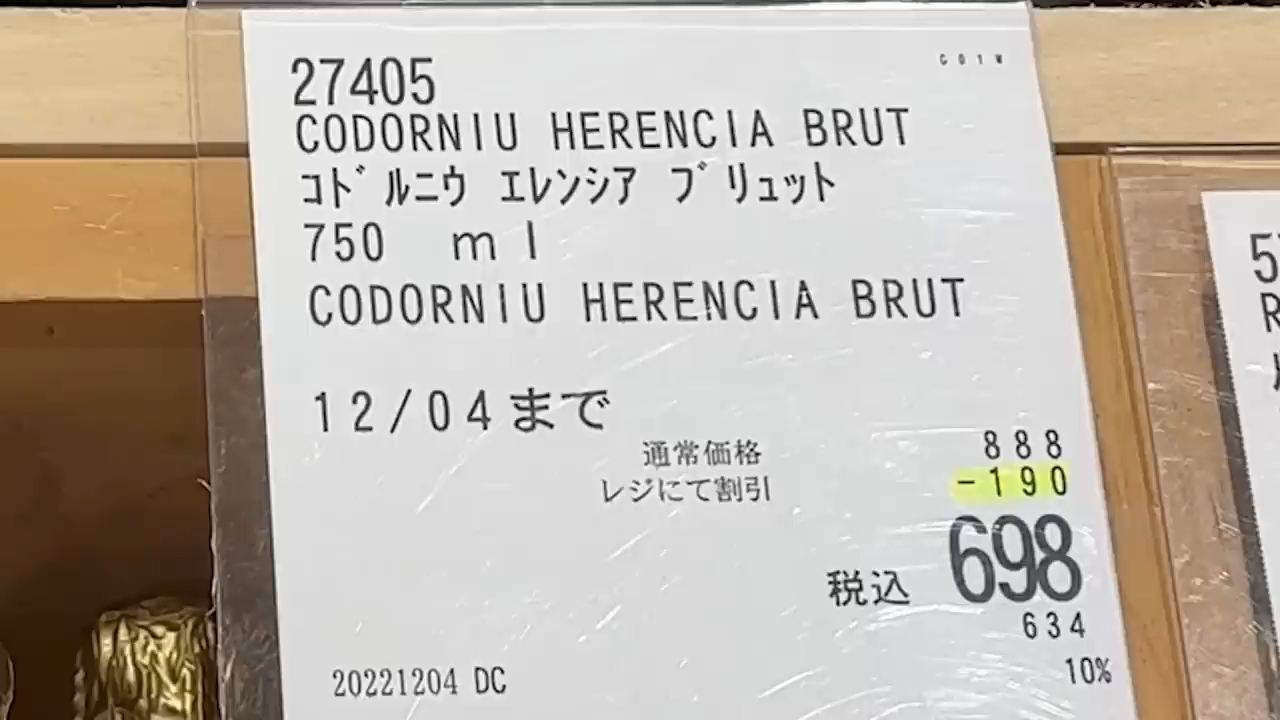 GO1W
27405
CODORNIU HERENCIA BRUT
コドルニウ エレンシア ブリュット
750 ml
CODORNIU HERENCIA BRUT
12/04まで
通常価格 888
レジにて割引 -190
税込 698
634
10%
20221204 DC
5
R